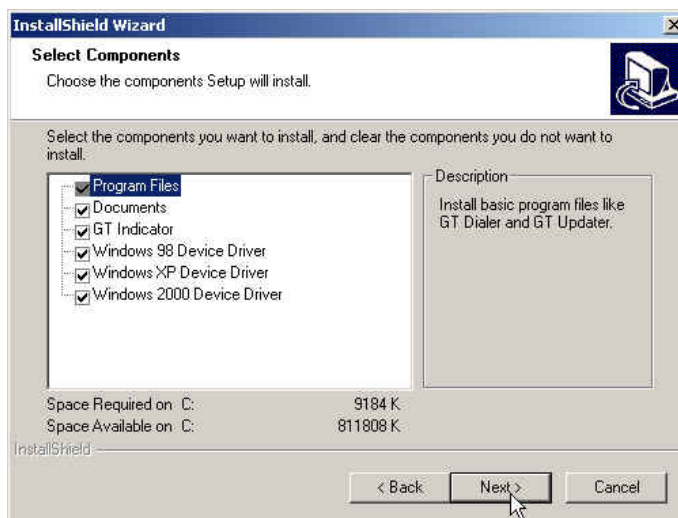 InstallShield Wizard
Select Components
Choose the components Setup will install.
Select the components you want to install, and clear the components you do not want to
install.
Program Files
Documents
GT Indicator
Windows 98 Device Driver
Windows XP Device Driver
Windows 2000 Device Driver
Description
Install basic program files like
GT Dialer and GT Updater.
Space Required on C: 9184 K
Space Available on C: 811808 K
InstallShield
< Back Next > Cancel